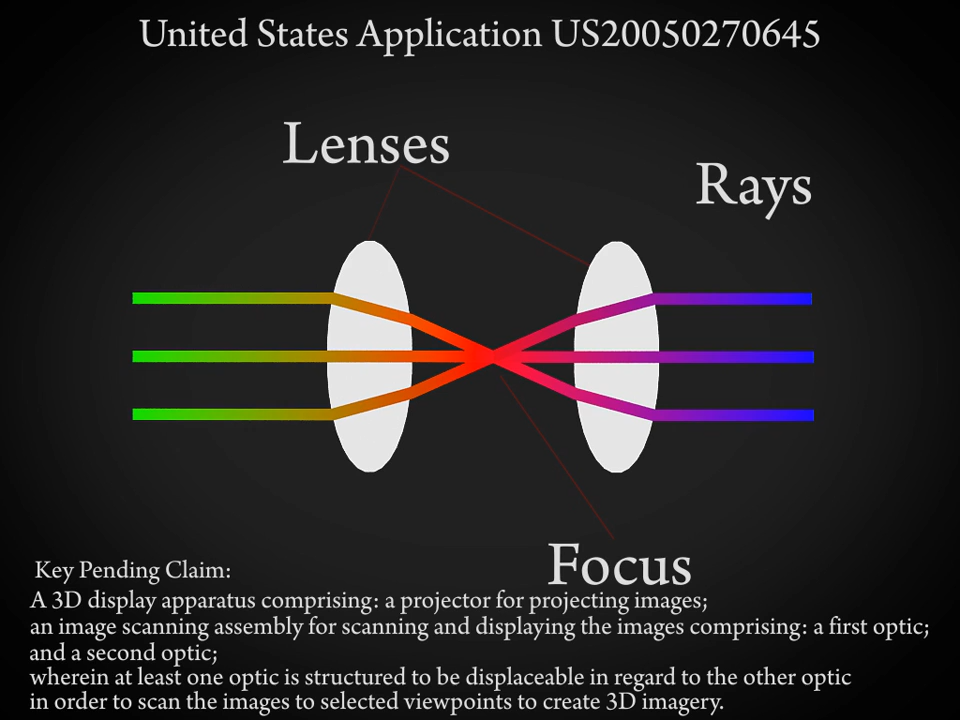 United States Application US20050270645
Lenses
Rays
Focus
Key Pending Claim:
A 3D display apparatus comprising: a projector for projecting images;
an image scanning assembly for scanning and displaying the images comprising: a first optic;
and a second optic;
wherein at least one optic is structured to be displaceable in regard to the other optic
in order to scan the images to selected viewpoints to create 3D imagery.